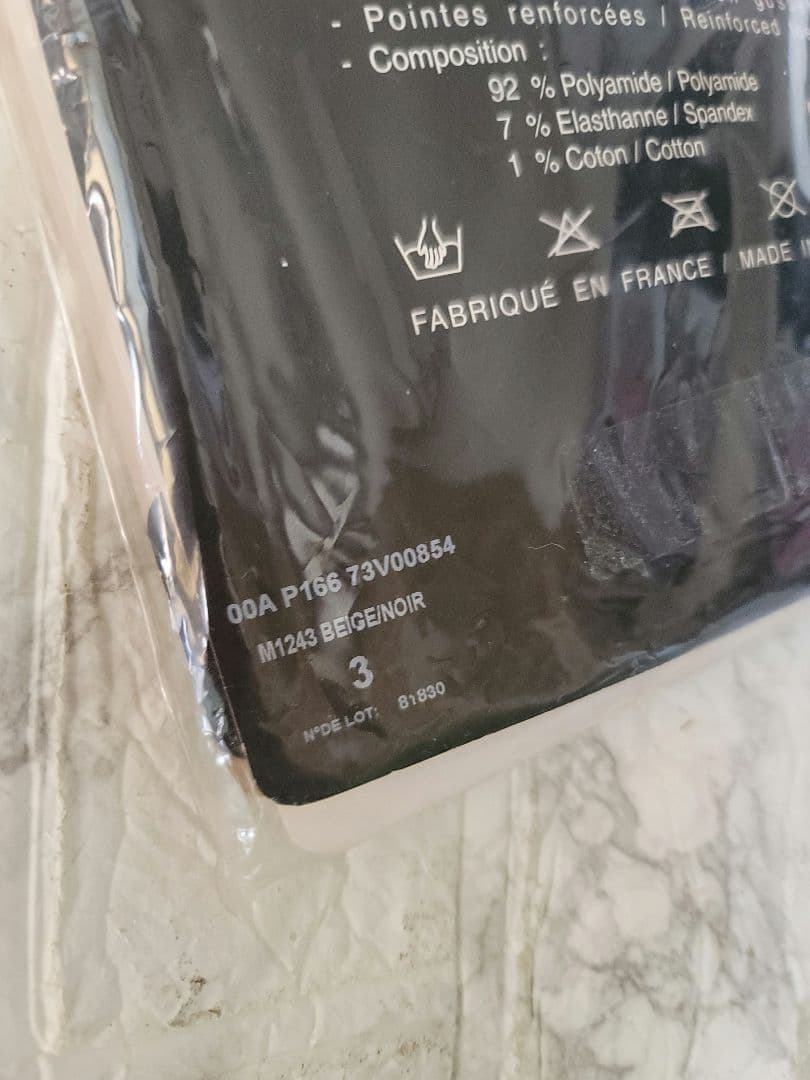 - Pointes renforcées / Reinforced
- Composition :
92 % Polyamide / Polyamide
7 % Elasthanne / Spandex
1 % Coton / Cotton
FABRIQUÉ EN FRANCE / MADE
00A P166 73V00854
M1243 BEIGE/NOIR
3
N°DE LOT: 81830